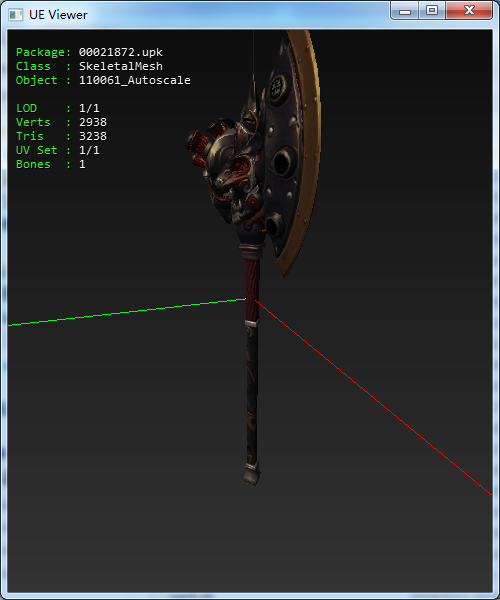 UE Viewer
Package: 00021872.upk
Class  : SkeletalMesh
Object : 110061_Autoscale
LOD    : 1/1
Verts  : 2938
Tris   : 3238
UV Set : 1/1
Bones  : 1